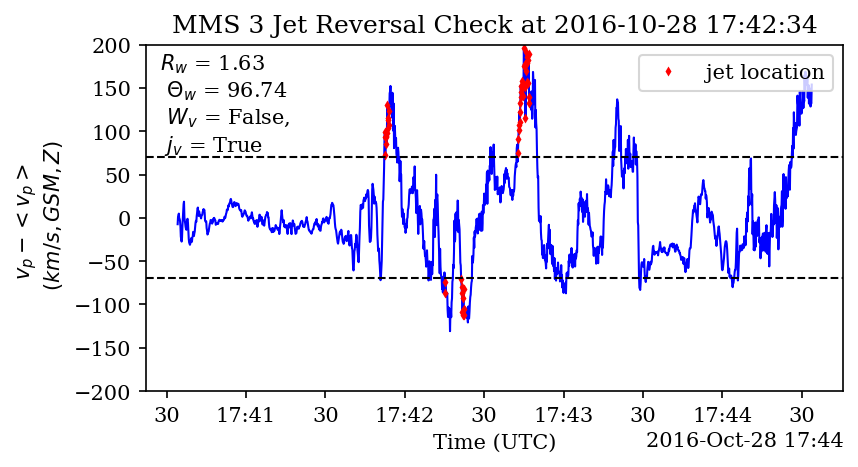 MMS 3 Jet Reversal Check at 2016-10-28 17:42:34
R_w = 1.63
Θ_w = 96.74
W_v = False,
j_v = True
jet location
v_p − < v_p >
(km/s, GSM, Z)
200
150
100
50
0
−50
−100
−150
−200
30 17:41 30 17:42 30 17:43 30 17:44 30
Time (UTC)
2016-Oct-28 17:44